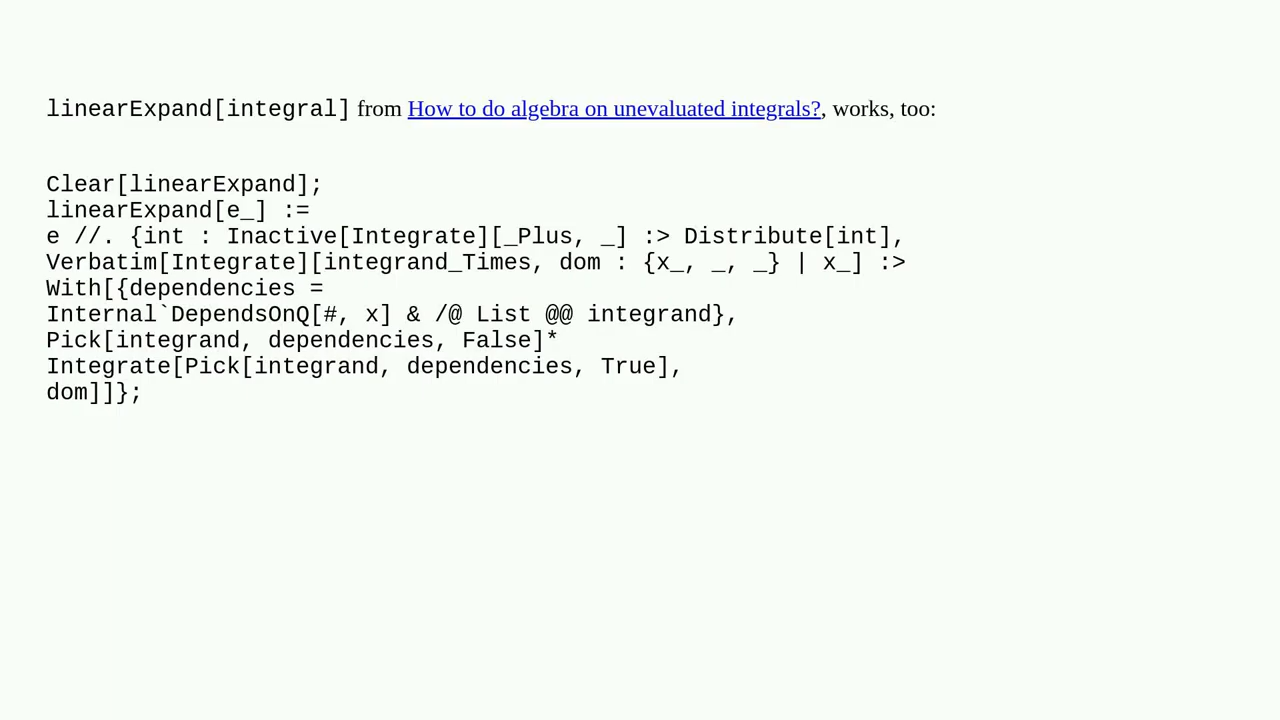 linearExpand[integral] from How to do algebra on unevaluated integrals?, works, too:
Clear[linearExpand];
linearExpand[e_] :=
e //. {int : Inactive[Integrate][_Plus, _] :> Distribute[int],
Verbatim[Integrate][integrand_Times, dom : {x_, _, _} | x_] :>
With[{dependencies =
Internal`DependsOnQ[#, x] & /@ List @@ integrand},
Pick[integrand, dependencies, False]*
Integrate[Pick[integrand, dependencies, True],
dom]]};